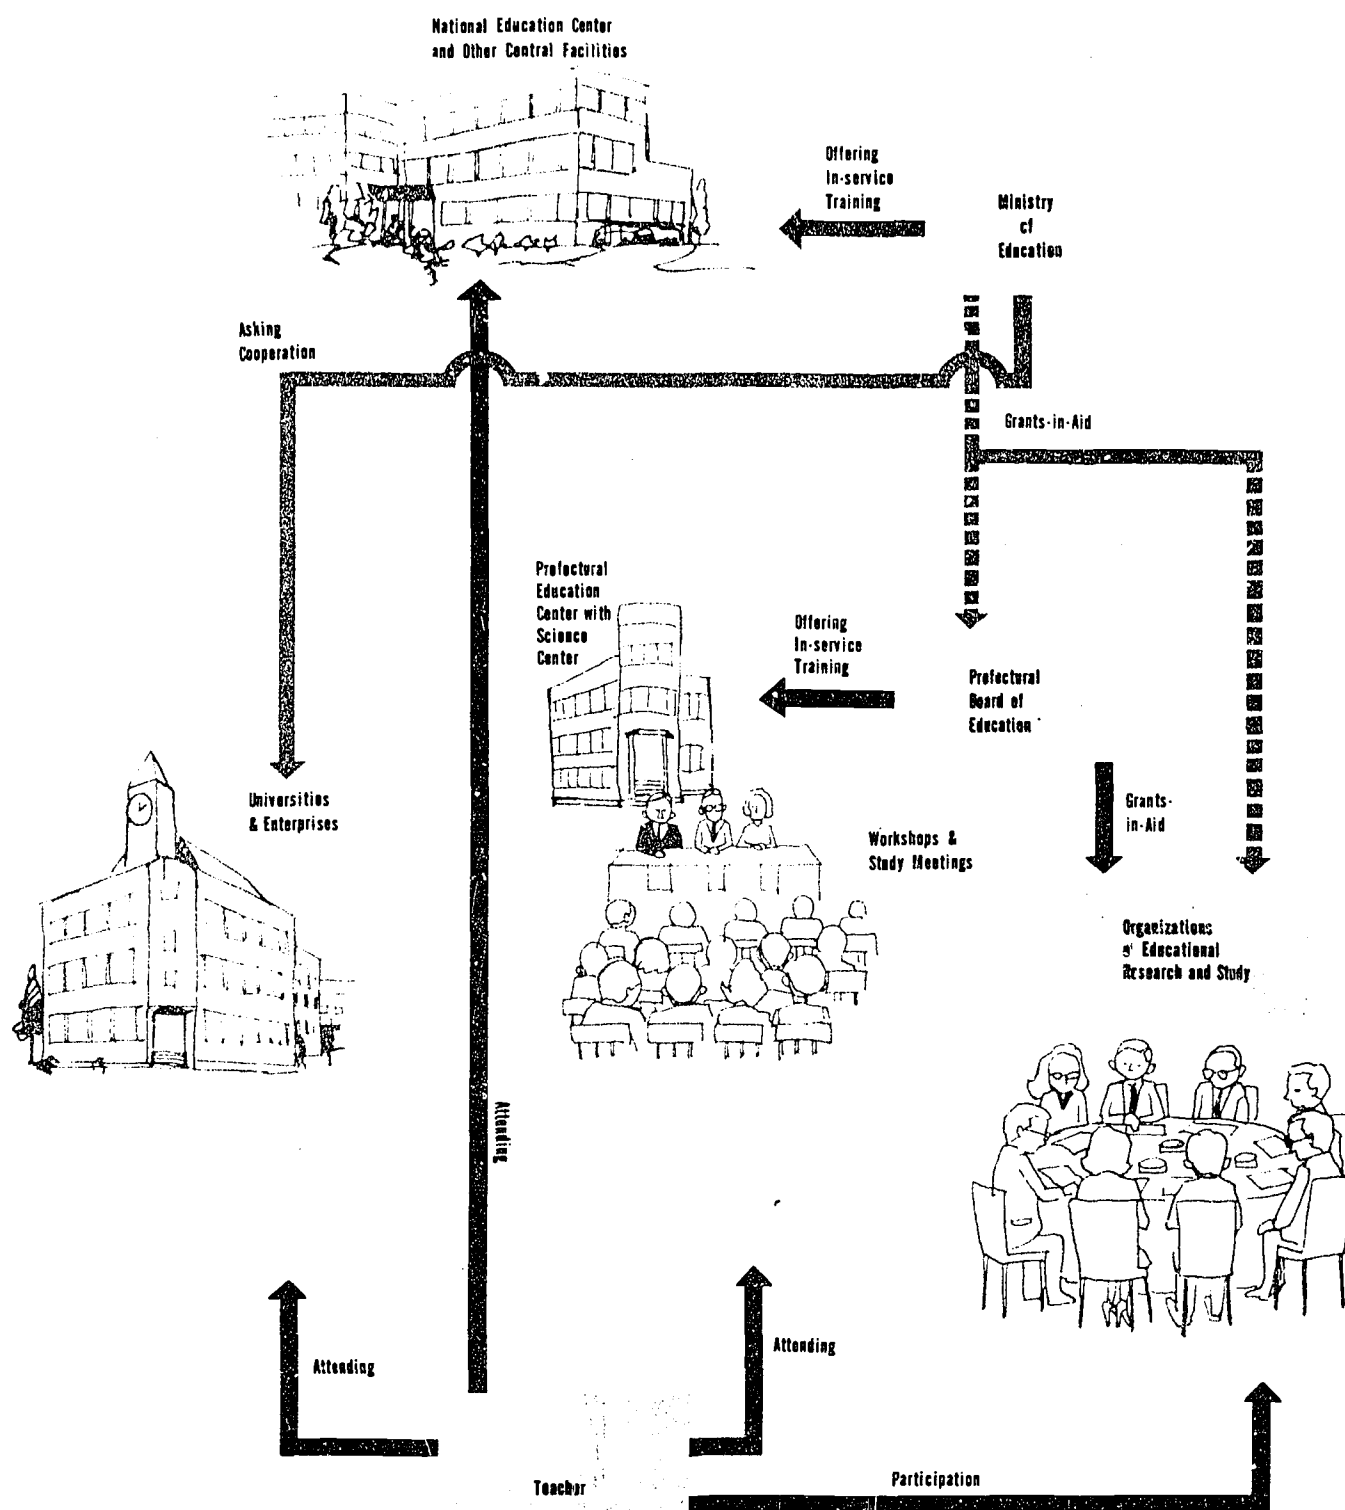 National Education Center
and Other Central Facilities
Offering
In-service
Training
Ministry
of
Education
Asking
Cooperation
Grants-in-Aid
Prefectural
Education
Center with
Science
Center
Offering
In-service
Training
Prefectural
Board of
Education
Universities
& Enterprises
Grants-
in-Aid
Workshops &
Study Meetings
Organizations
Educational
Research and Study
Attending
Attending
Attending
Teacher
Participation